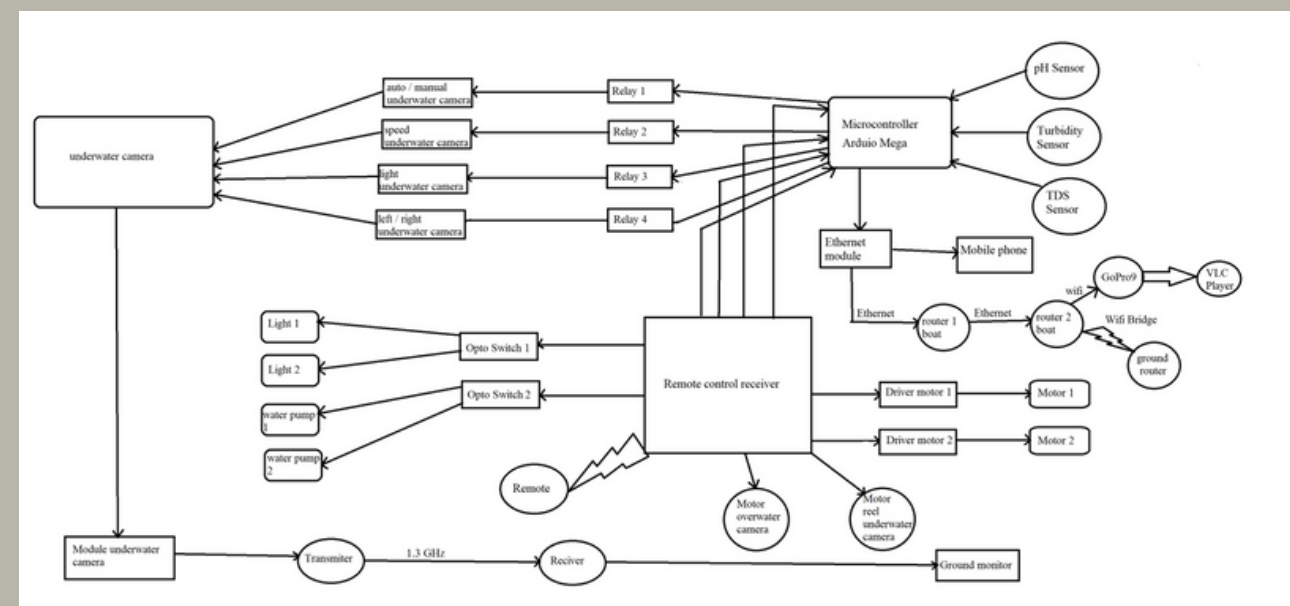 pH Sensor
auto / manual
underwater camera
Relay 1
Microcontroller
Arduio Mega
Turbidity
Sensor
speed
underwater camera
Relay 2
underwater camera
light
underwater camera
Relay 3
TDS
Sensor
left / right
underwater camera
Relay 4
Ethernet
module
Mobile phone
GoPro9
VLC
Player
wifi
Ethernet
router 1
boat
Ethernet
router 2
boat
Wifi Bridge
ground
router
Light 1
Opto Switch 1
Light 2
Remote control receiver
Driver motor 1
Motor 1
Opto Switch 2
water pump
1
Driver motor 2
Motor 2
water pump
2
Remote
Motor
overwater
camera
Motor
reel
underwater
camera
Module underwater
camera
Transmiter
1.3 GHz
Reciver
Ground monitor